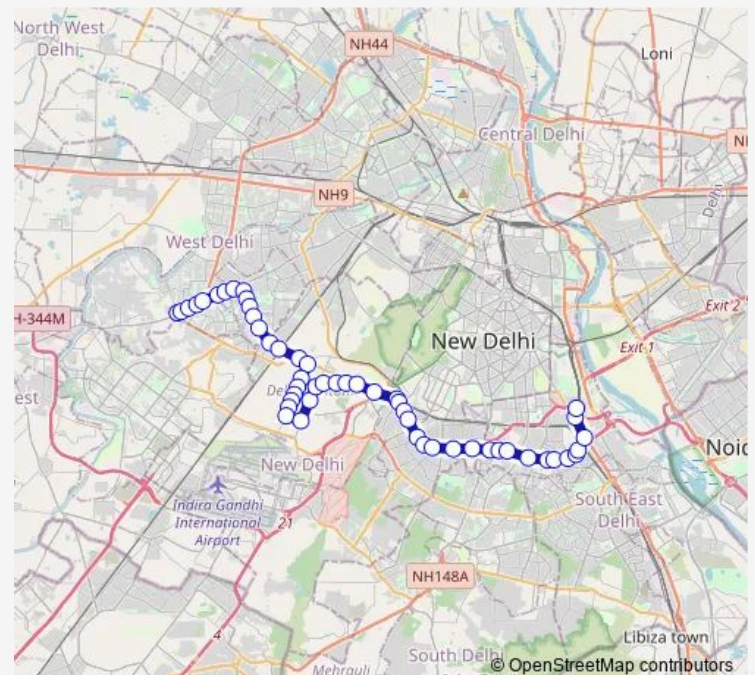 North West
Delhi
NH44
Loni
Central Delhi
NH9
Delhi
West Delhi
H-344M
Exit 2
New Delhi
Exit 1
est
New Delhi
Noid
Indira Gandhi
International
Airport
21
South East
Delhi
NH148A
4
Libiza town
Mehrauli
South Delhi
© OpenStreetMap contributors